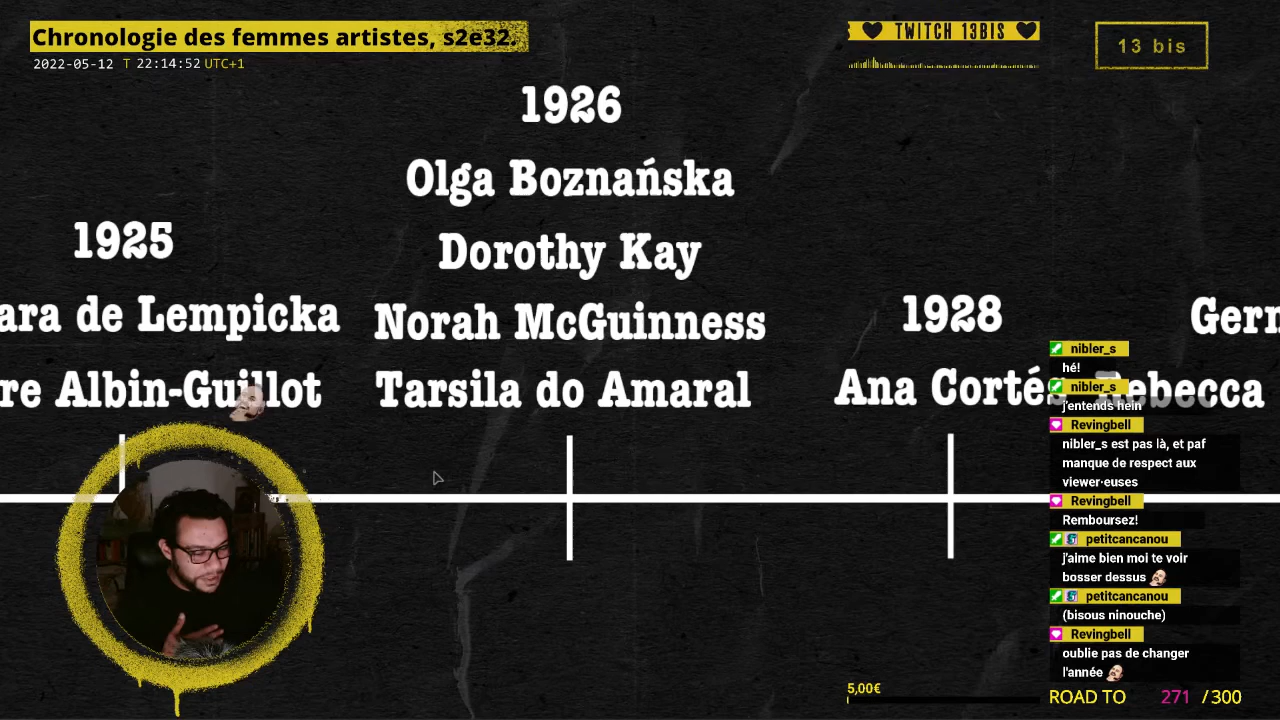 Chronologie des femmes artistes, s2e32.
2022-05-12 T 22:14:52 UTC+1
TWITCH 13BIS
13 bis
1925
ara de Lempicka
re Albin-Guillot
1926
Olga Boznańska
Dorothy Kay
Norah McGuinness
Tarsila do Amaral
1928
Ana Cortés
Germ
Rebecca
nibler_s
hé!
nibler_s
j'entends hein
Revingbell
nibler_s est pas là, et paf
manque de respect aux
viewer·euses
Revingbell
Remboursez!
petitcancanou
j'aime bien moi te voir
bosser dessus
petitcancanou
(bisous ninouche)
Revingbell
oublie pas de changer
l'année
5,00€
ROAD TO 271 / 300